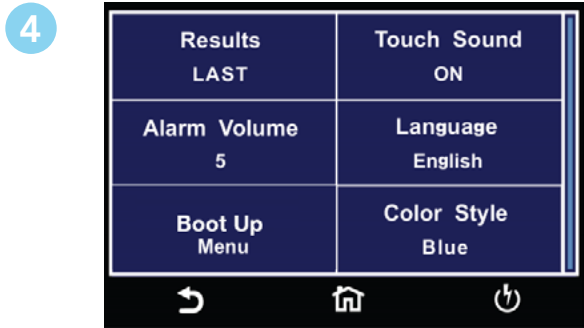 4
Results
LAST
Touch Sound
ON
Alarm Volume
5
Language
English
Boot Up
Menu
Color Style
Blue